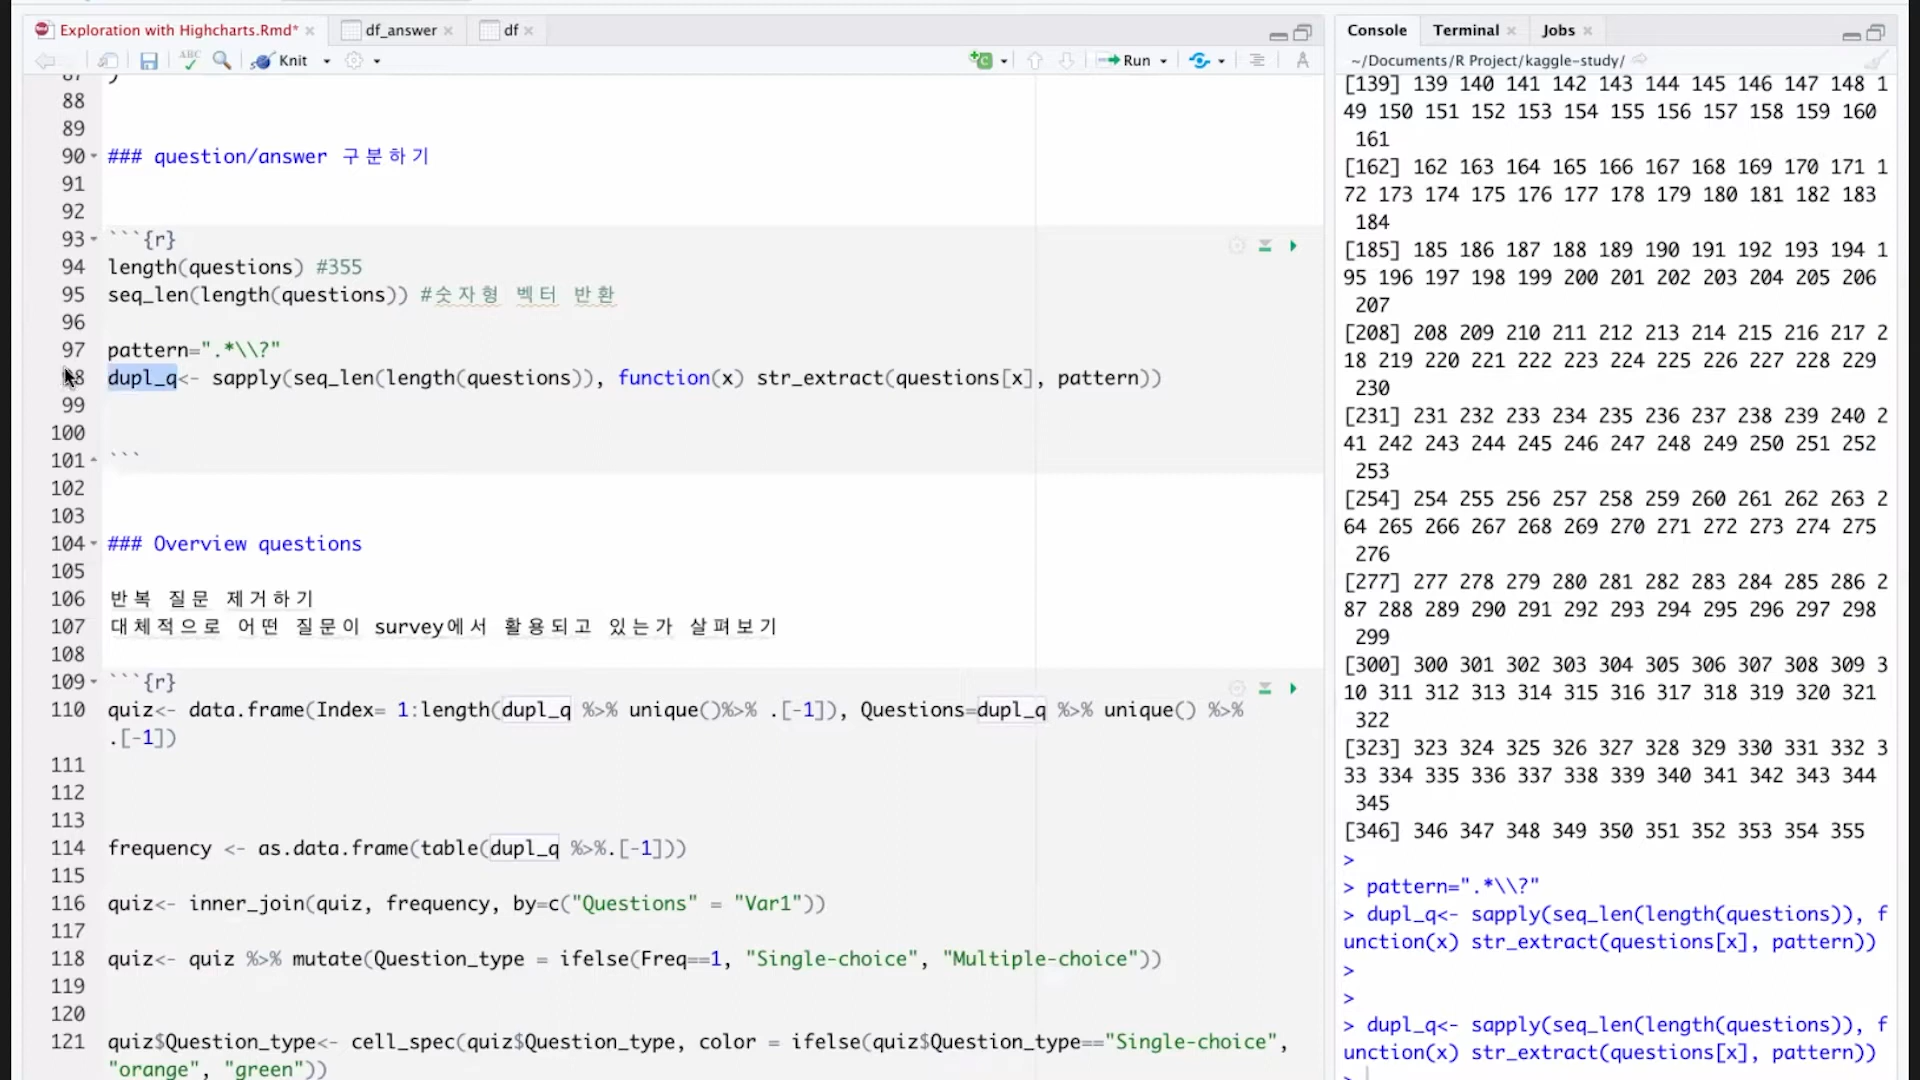 Exploration with Highcharts.Rmd*
df_answer
df
Knit
Run
87 }
88
89
90 ### question/answer 구분하기
91
92
93 ```{r}
94 length(questions) #355
95 seq_len(length(questions)) #숫자형 벡터 반환
96
97 pattern=".*\\?"
98 dupl_q<- sapply(seq_len(length(questions)), function(x) str_extract(questions[x], pattern))
99
100
101 ```
102
103
104 ### Overview questions
105
106 반복 질문 제거하기
107 대체적으로 어떤 질문이 survey에서 활용되고 있는가 살펴보기
108
109 ```{r}
110 quiz<- data.frame(Index= 1:length(dupl_q %>% unique()%>% .[-1]), Questions=dupl_q %>% unique() %>%
.[-1])
111
112
113
114 frequency <- as.data.frame(table(dupl_q %>%.[-1]))
115
116 quiz<- inner_join(quiz, frequency, by=c("Questions" = "Var1"))
117
118 quiz<- quiz %>% mutate(Question_type = ifelse(Freq==1, "Single-choice", "Multiple-choice"))
119
120
121 quiz$Question_type<- cell_spec(quiz$Question_type, color = ifelse(quiz$Question_type=="Single-choice",
"orange", "green"))
Console
Terminal
Jobs
~/Documents/R Project/kaggle-study/
[139] 139 140 141 142 143 144 145 146 147 148 1
49 150 151 152 153 154 155 156 157 158 159 160
161
[162] 162 163 164 165 166 167 168 169 170 171 1
72 173 174 175 176 177 178 179 180 181 182 183
184
[185] 185 186 187 188 189 190 191 192 193 194 1
95 196 197 198 199 200 201 202 203 204 205 206
207
[208] 208 209 210 211 212 213 214 215 216 217 2
18 219 220 221 222 223 224 225 226 227 228 229
230
[231] 231 232 233 234 235 236 237 238 239 240 2
41 242 243 244 245 246 247 248 249 250 251 252
253
[254] 254 255 256 257 258 259 260 261 262 263 2
64 265 266 267 268 269 270 271 272 273 274 275
276
[277] 277 278 279 280 281 282 283 284 285 286 2
87 288 289 290 291 292 293 294 295 296 297 298
299
[300] 300 301 302 303 304 305 306 307 308 309 3
10 311 312 313 314 315 316 317 318 319 320 321
322
[323] 323 324 325 326 327 328 329 330 331 332 3
33 334 335 336 337 338 339 340 341 342 343 344
345
[346] 346 347 348 349 350 351 352 353 354 355
>
> pattern=".*\\?"
> dupl_q<- sapply(seq_len(length(questions)), f
unction(x) str_extract(questions[x], pattern))
>
>
> dupl_q<- sapply(seq_len(length(questions)), f
unction(x) str_extract(questions[x], pattern))
>